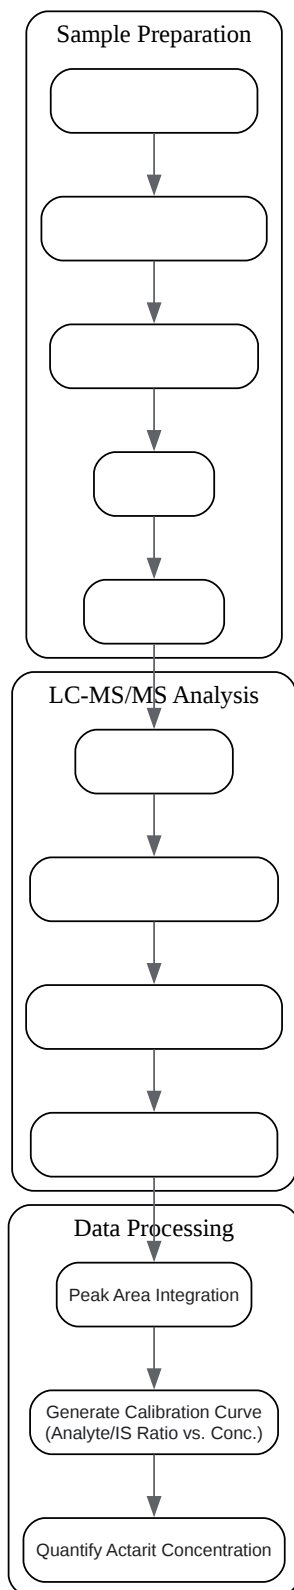 Sample Preparation
LC-MS/MS Analysis
Data Processing
Peak Area Integration
Generate Calibration Curve
(Analyte/IS Ratio vs. Conc.)
Quantify Actarit Concentration